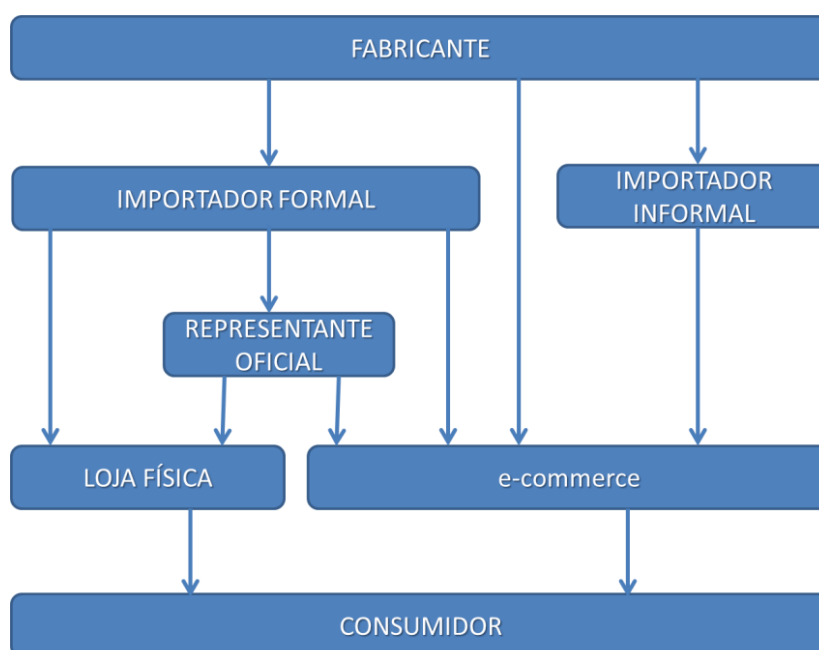 FABRICANTE
IMPORTADOR FORMAL
IMPORTADOR
INFORMAL
REPRESENTANTE
OFICIAL
LOJA FÍSICA
e-commerce
CONSUMIDOR